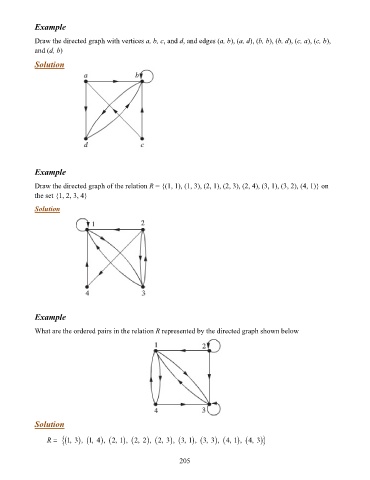 Example
Draw the directed graph with vertices a, b, c, and d, and edges (a, b), (a, d), (b, b), (b, d), (c, a), (c, b),
and (d, b)
Solution
a b
d c
Example
Draw the directed graph of the relation R = {(1, 1), (1, 3), (2, 1), (2, 3), (2, 4), (3, 1), (3, 2), (4, 1)} on
the set {1, 2, 3, 4}
Solution
1 2
4 3
Example
What are the ordered pairs in the relation R represented by the directed graph shown below
1 2
4 3
Solution
R = {(1, 3), (1, 4), (2, 1), (2, 2), (2, 3), (3, 1), (3, 3), (4, 1), (4, 3)}
205